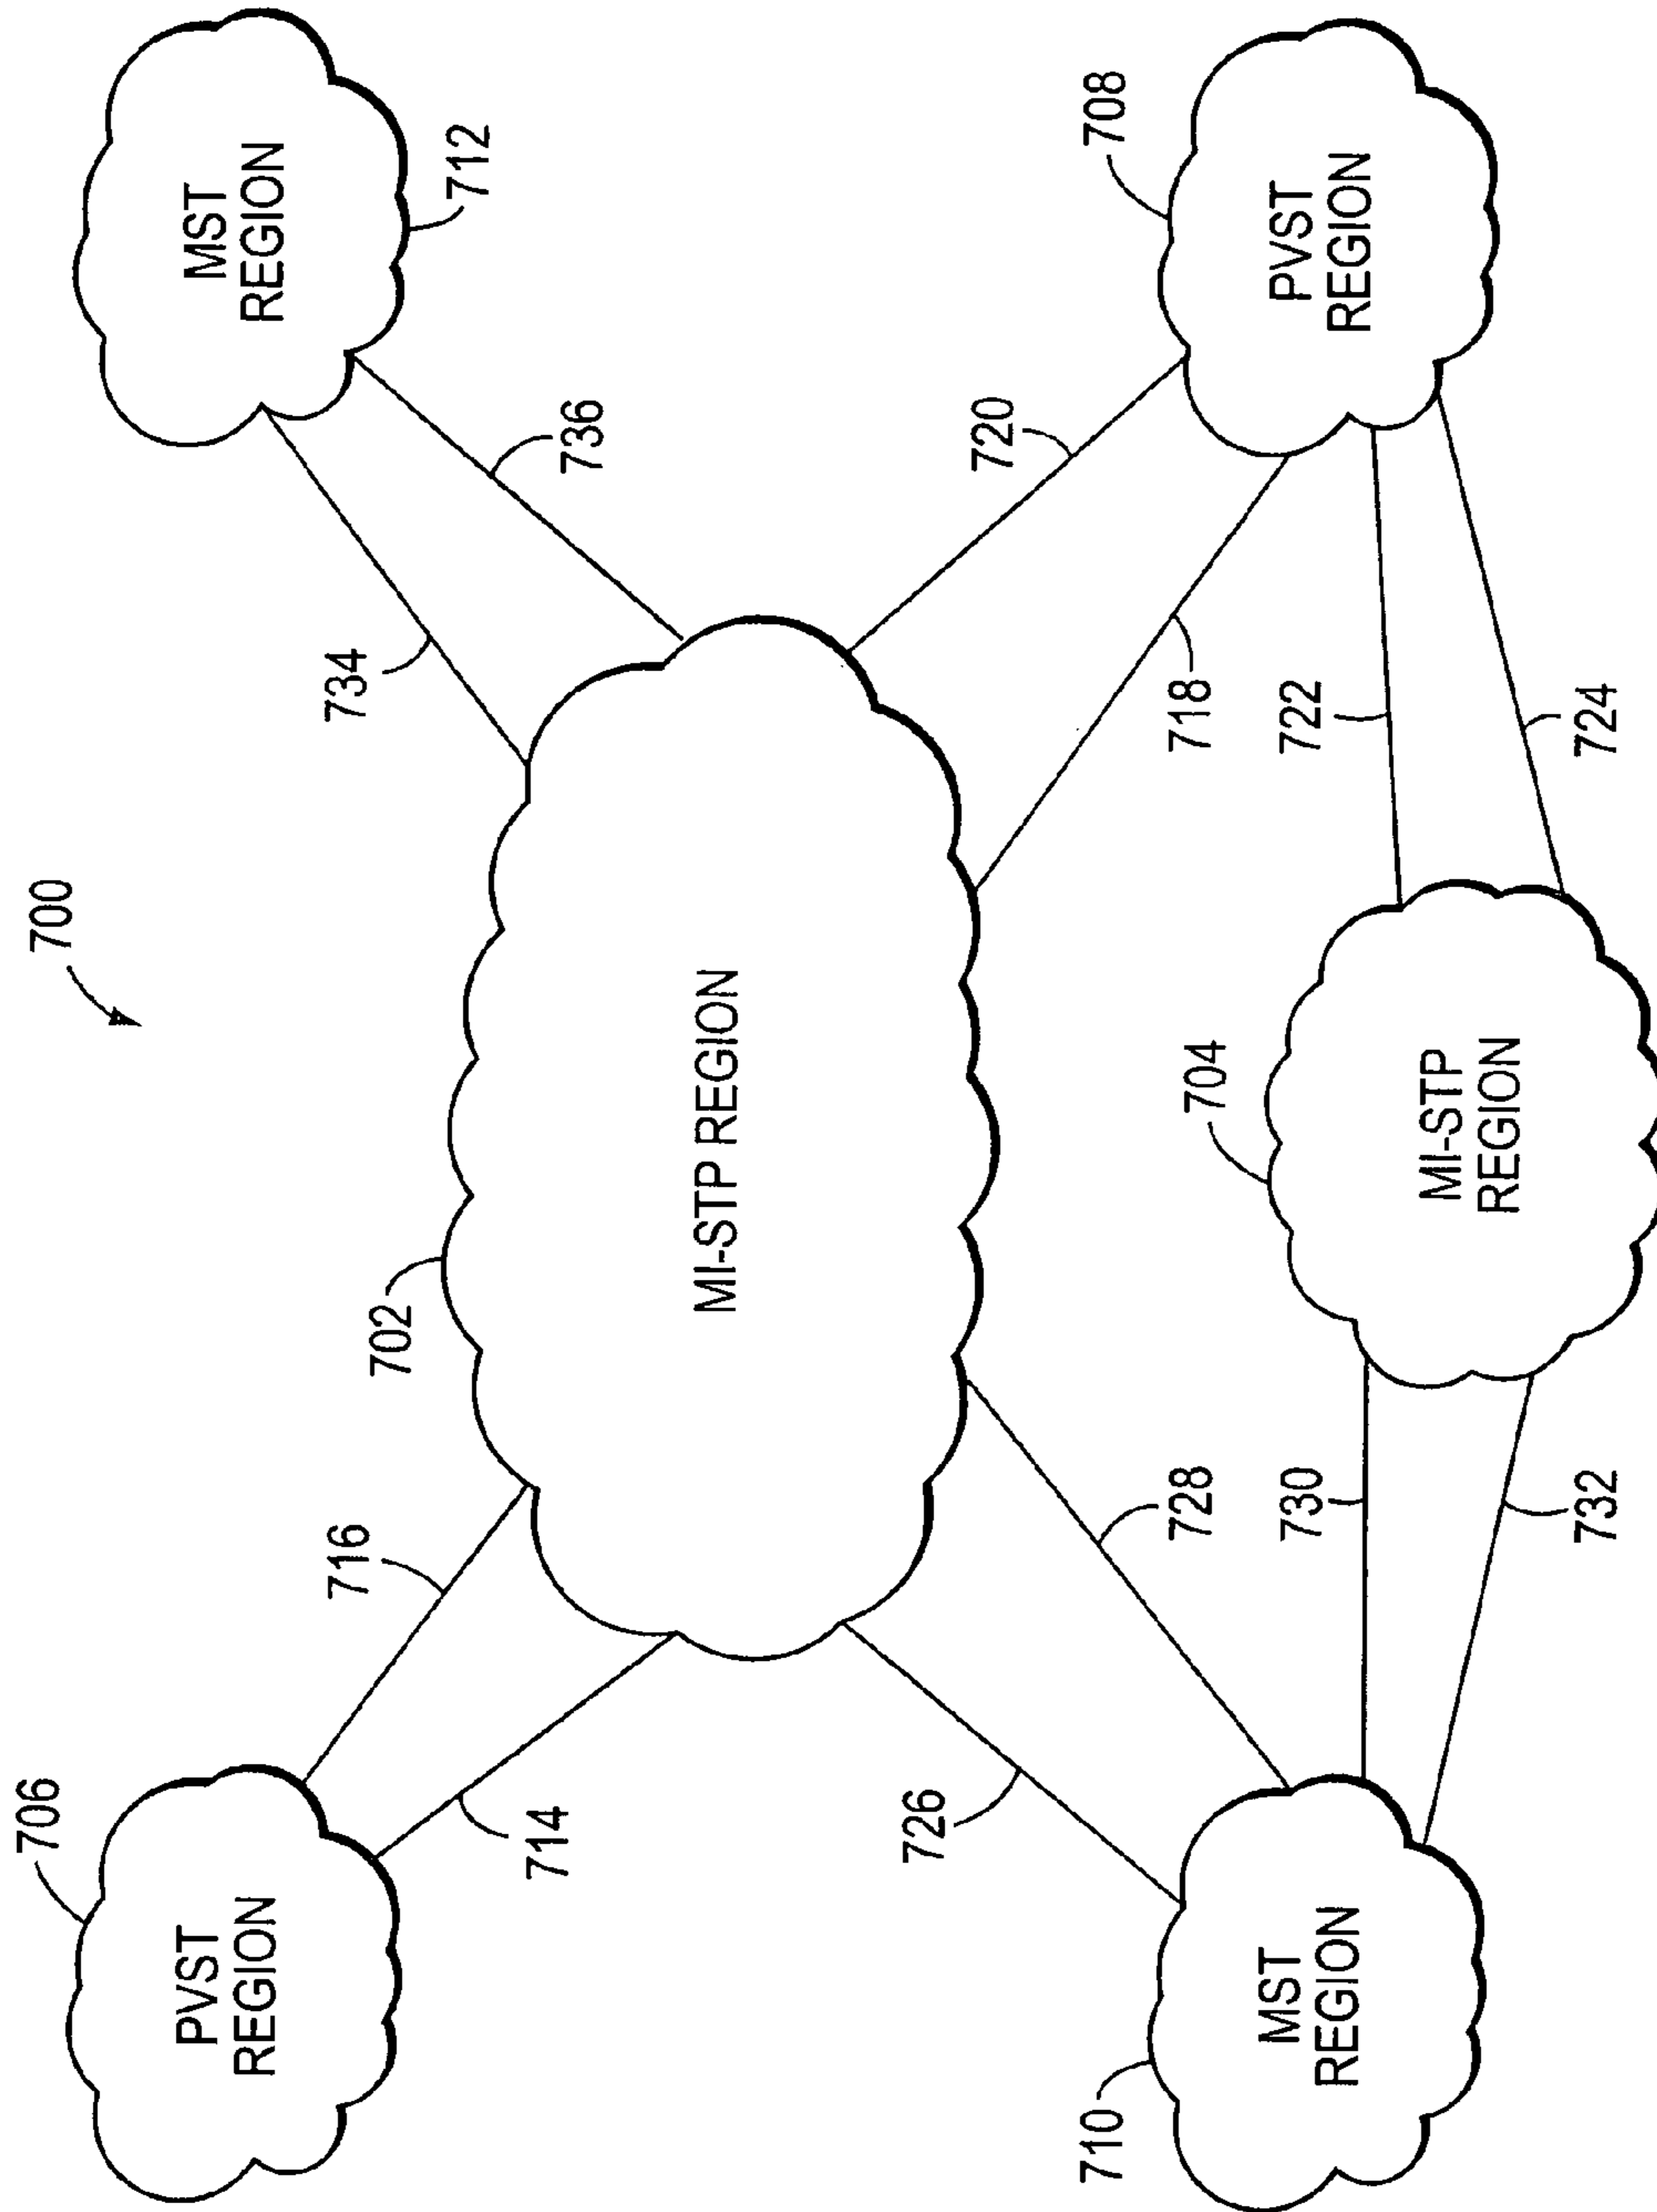 700
706
PVST
REGION
716
714
702
MI-STP REGION
734
736
MST
REGION
712
726
728
710
MST
REGION
730
732
704
MI-STP
REGION
720
718
722
724
708
PVST
REGION